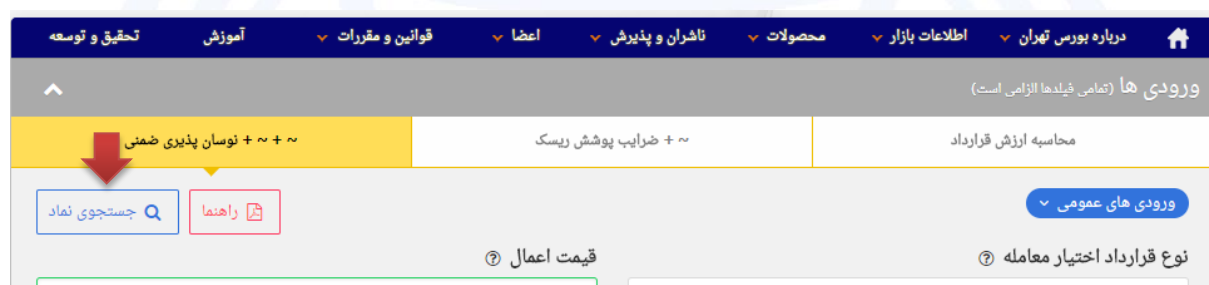 درباره بورس تهران اطلاعات بازار محصولات ناشران و پذیرش اعضا قوانین و مقررات آموزش تحقیق و توسعه
ورودی ها (تمامی فیلدها الزامی است)
محاسبه ارزش قرارداد ~ + ضرایب پوشش ریسک ~ + ~ + نوسان پذیری ضمنی
ورودی های عمومی راهنما جستجوی نماد
نوع قرارداد اختیار معامله قیمت اعمال